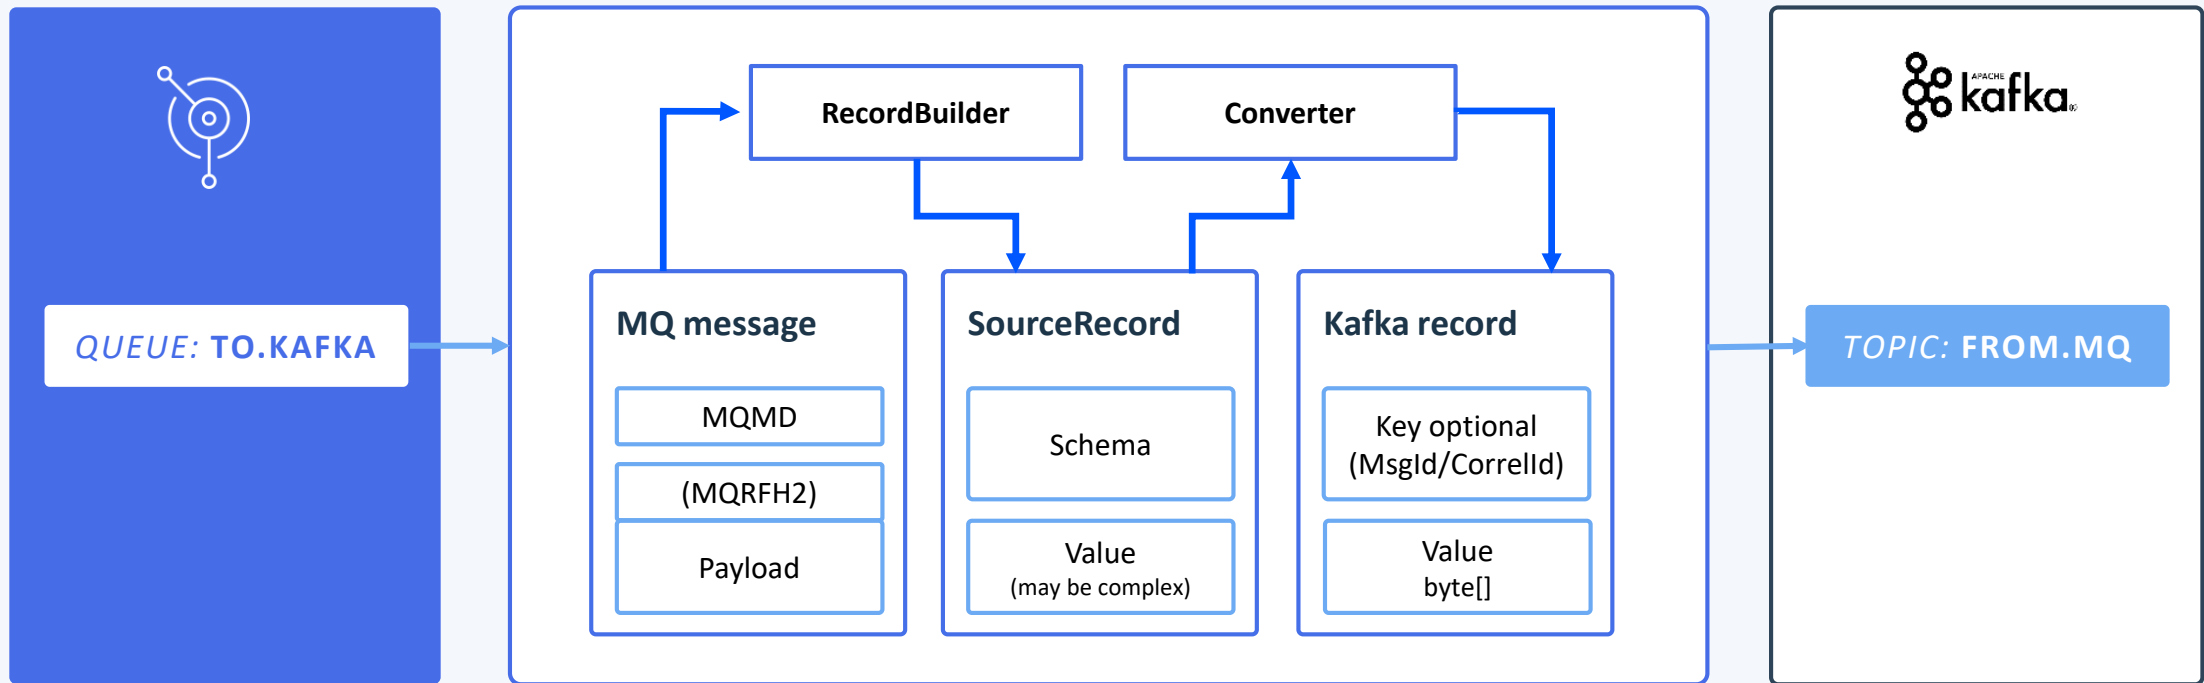 RecordBuilder
Converter
APACHE
kafka
QUEUE: TO.KAFKA
MQ message
MQMD
(MQRFH2)
Payload
SourceRecord
Schema
Value
(may be complex)
Kafka record
Key optional
(MsgId/CorrelId)
Value
byte[]
TOPIC: FROM.MQ